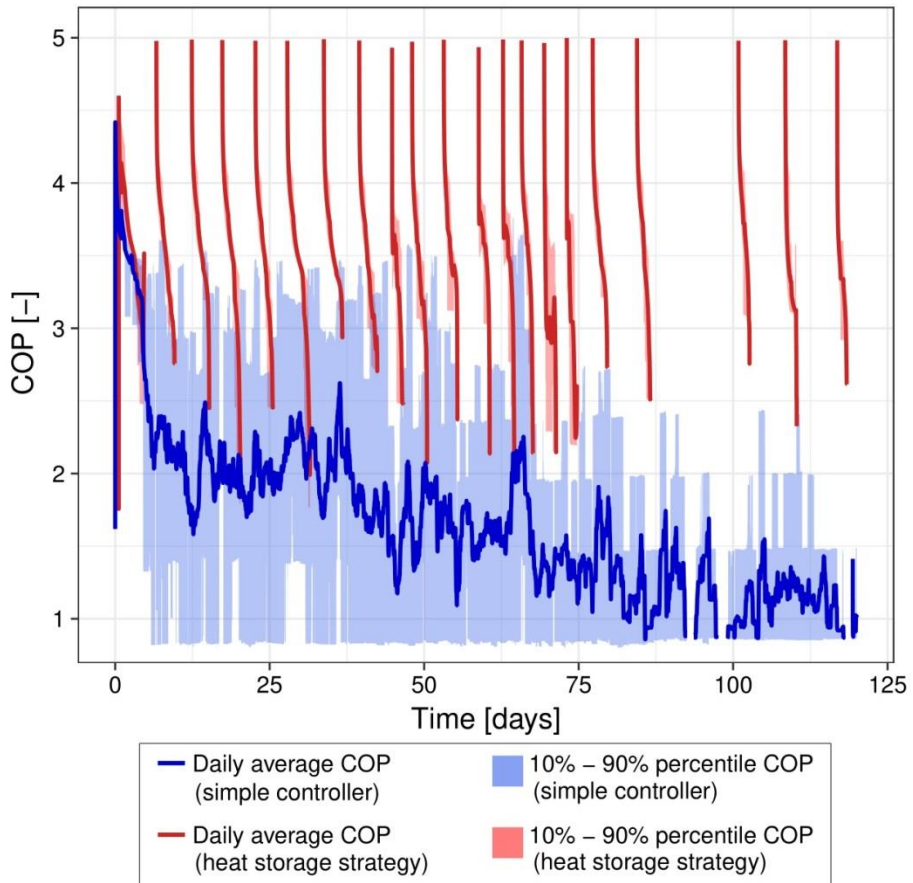 5
4
3
2
1
COP [−]
0 25 50 75 100 125
Time [days]
Daily average COP
(simple controller)
10% − 90% percentile COP
(simple controller)
Daily average COP
(heat storage strategy)
10% − 90% percentile COP
(heat storage strategy)